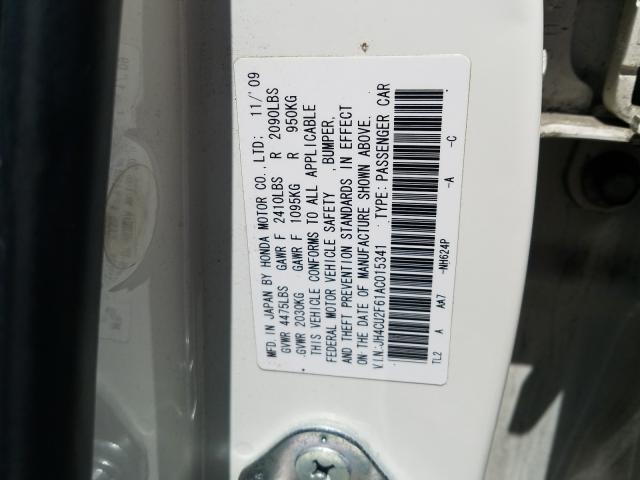 MFD. IN JAPAN BY HONDA MOTOR CO., LTD: 11/'09
GVWR 4475LBS GAWR F 2410LBS R 2090LBS
GVWR 2030KG GAWR F 1095KG R 950KG
THIS VEHICLE CONFORMS TO ALL APPLICABLE
FEDERAL MOTOR VEHICLE SAFETY ,BUMPER,
AND THEFT PREVENTION STANDARDS IN EFFECT
ON THE DATE OF MANUFACTURE SHOWN ABOVE.
V.I.N:JH4CU2F61AC015341 TYPE: PASSENGER CAR
TL2 A AA7 -NH624P -A -C